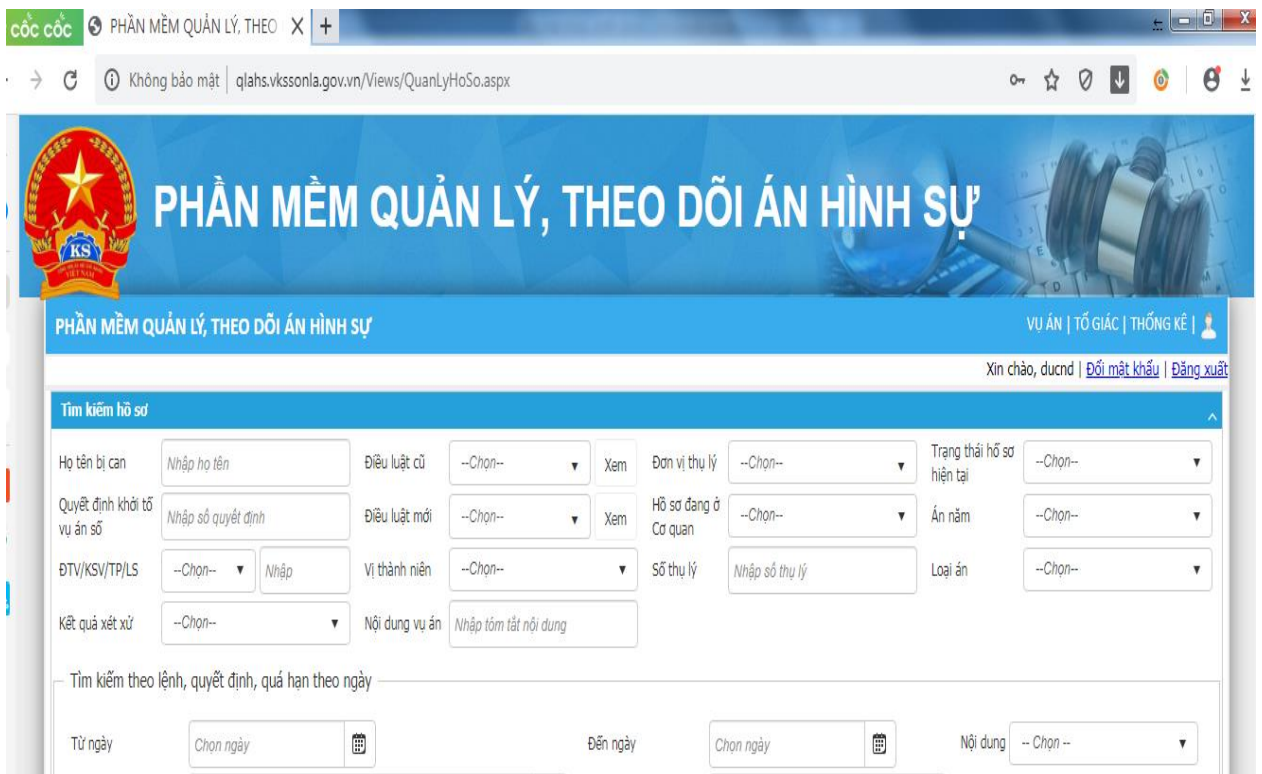 cốc cốc PHẦN MỀM QUẢN LÝ, THEO
Không bảo mật | qlahs.vkssonla.gov.vn/Views/QuanLyHoSo.aspx
PHẦN MỀM QUẢN LÝ, THEO DÕI ÁN HÌNH SỰ
KS
VIỆT NAM
PHẦN MỀM QUẢN LÝ, THEO DÕI ÁN HÌNH SỰ VỤ ÁN | TỐ GIÁC | THỐNG KÊ |
Xin chào, ducnd | Đổi mật khẩu | Đăng xuất
Tìm kiếm hồ sơ
Họ tên bị can Nhập họ tên Điều luật cũ --Chọn-- Xem Đơn vị thụ lý --Chọn-- Trạng thái hồ sơ hiện tại --Chọn--
Quyết định khởi tố vụ án số Nhập số quyết định Điều luật mới --Chọn-- Xem Hồ sơ đang ở Cơ quan --Chọn-- Án năm --Chọn--
ĐTV/KSV/TP/LS --Chọn-- Nhập Vị thành niên --Chọn-- Số thụ lý Nhập số thụ lý Loại án --Chọn--
Kết quả xét xử --Chọn-- Nội dung vụ án Nhập tóm tắt nội dung
Tìm kiếm theo lệnh, quyết định, quá hạn theo ngày
Từ ngày Chọn ngày Đến ngày Chọn ngày Nội dung -- Chọn --